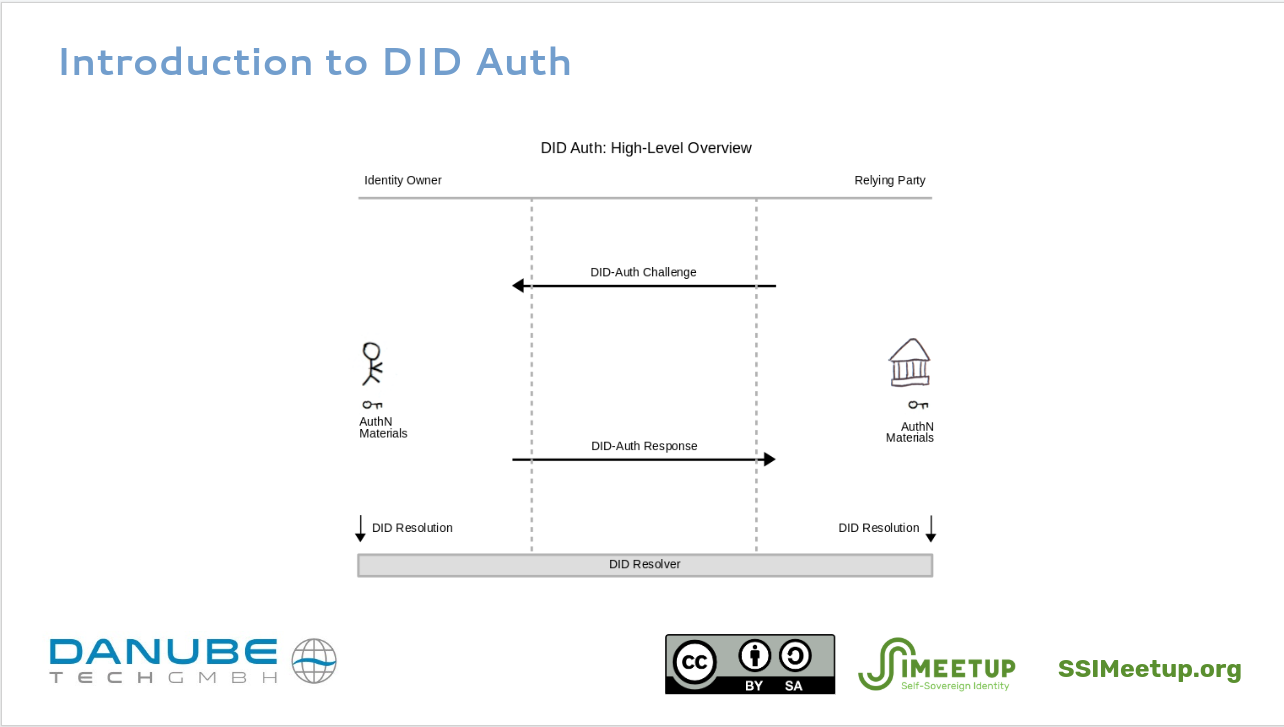 Introduction to DID Auth
DID Auth: High-Level Overview
Identity Owner
Relying Party
DID-Auth Challenge
AuthN
Materials
AuthN
Materials
DID-Auth Response
DID Resolution
DID Resolution
DID Resolver
DANUBE
TECH GMBH
cc
BY SA
SSIMEETUP
Self-Sovereign Identity
SSIMeetup.org